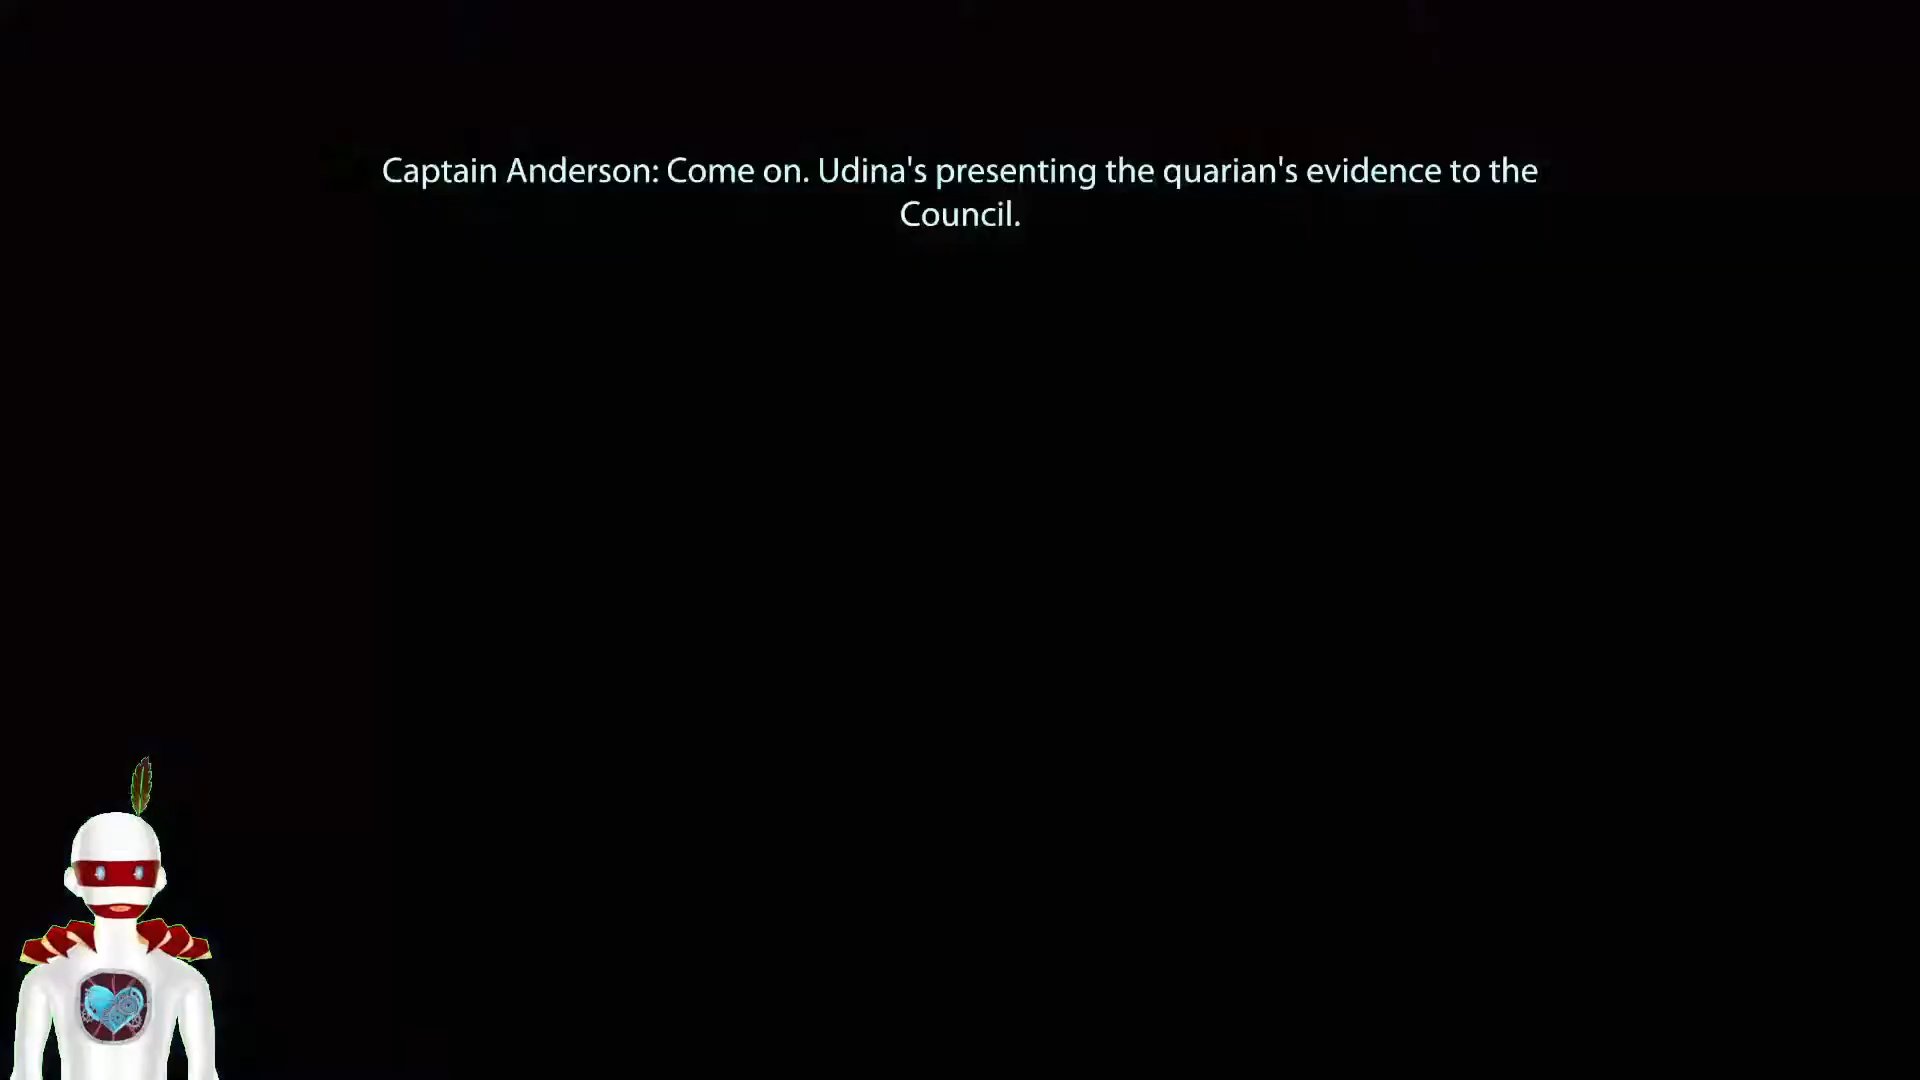 Captain Anderson: Come on. Udina's presenting the quarian's evidence to the
Council.